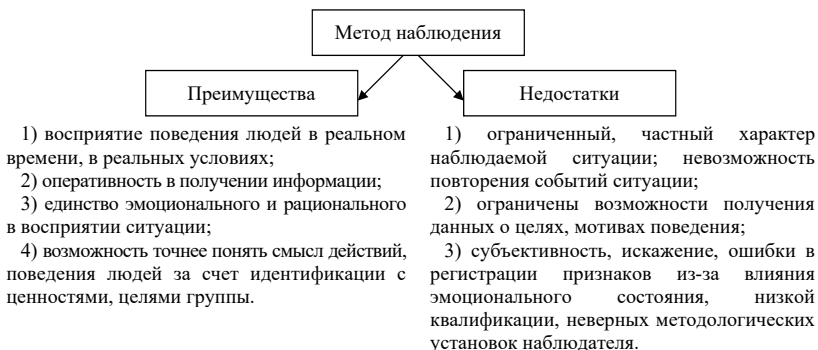 Метод наблюдения
Преимущества
Недостатки
1) восприятие поведения людей в реальном
времени, в реальных условиях;
2) оперативность в получении информации;
3) единство эмоционального и рационального
в восприятии ситуации;
4) возможность точнее понять смысл действий,
поведения людей за счет идентификации с
ценностями, целями группы.
1) ограниченный, частный характер
наблюдаемой ситуации; невозможность
повторения событий ситуации;
2) ограничены возможности получения
данных о целях, мотивах поведения;
3) субъективность, искажение, ошибки в
регистрации признаков из-за влияния
эмоционального состояния, низкой
квалификации, неверных методологических
установок наблюдателя.